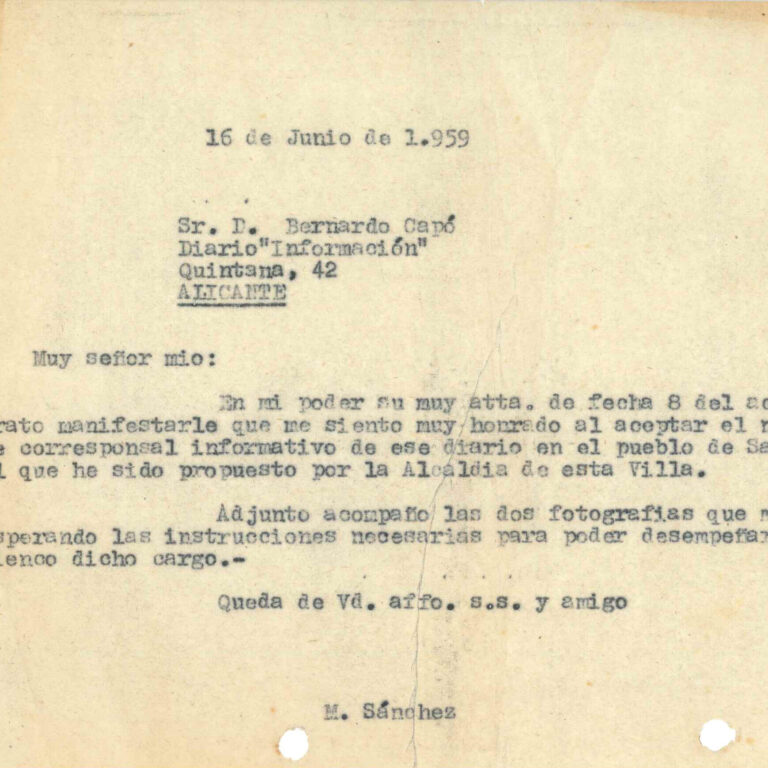 16 de Junio de 1.959
Sr. D. Bernardo Capó
Diario"Información"
Quintana, 42
ALICANTE
Muy señor mio:
En mi poder su muy atta. de fecha 8 del ac
rato manifestarle que me siento muy honrado al aceptar el n
e corresponsal informativo de ese diario en el pueblo de Sa
l que he sido propuesto por la Alcaldia de esta Villa.
Adjunto acompaño las dos fotografias que m
sperando las instrucciones necesarias para poder desempeñar
lenco dicho cargo.-
Queda de Vd. affo. s.s. y amigo
M. Sánchez